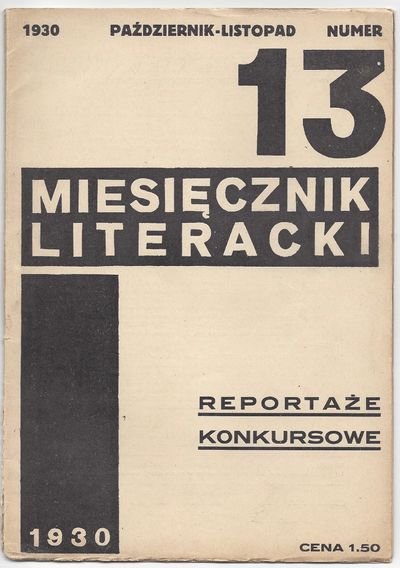 1930 PAŹDZIERNIK-LISTOPAD NUMER
13
MIESIĘCZNIK
LITERACKI
REPORTAŻE
KONKURSOWE
1930
CENA 1.50